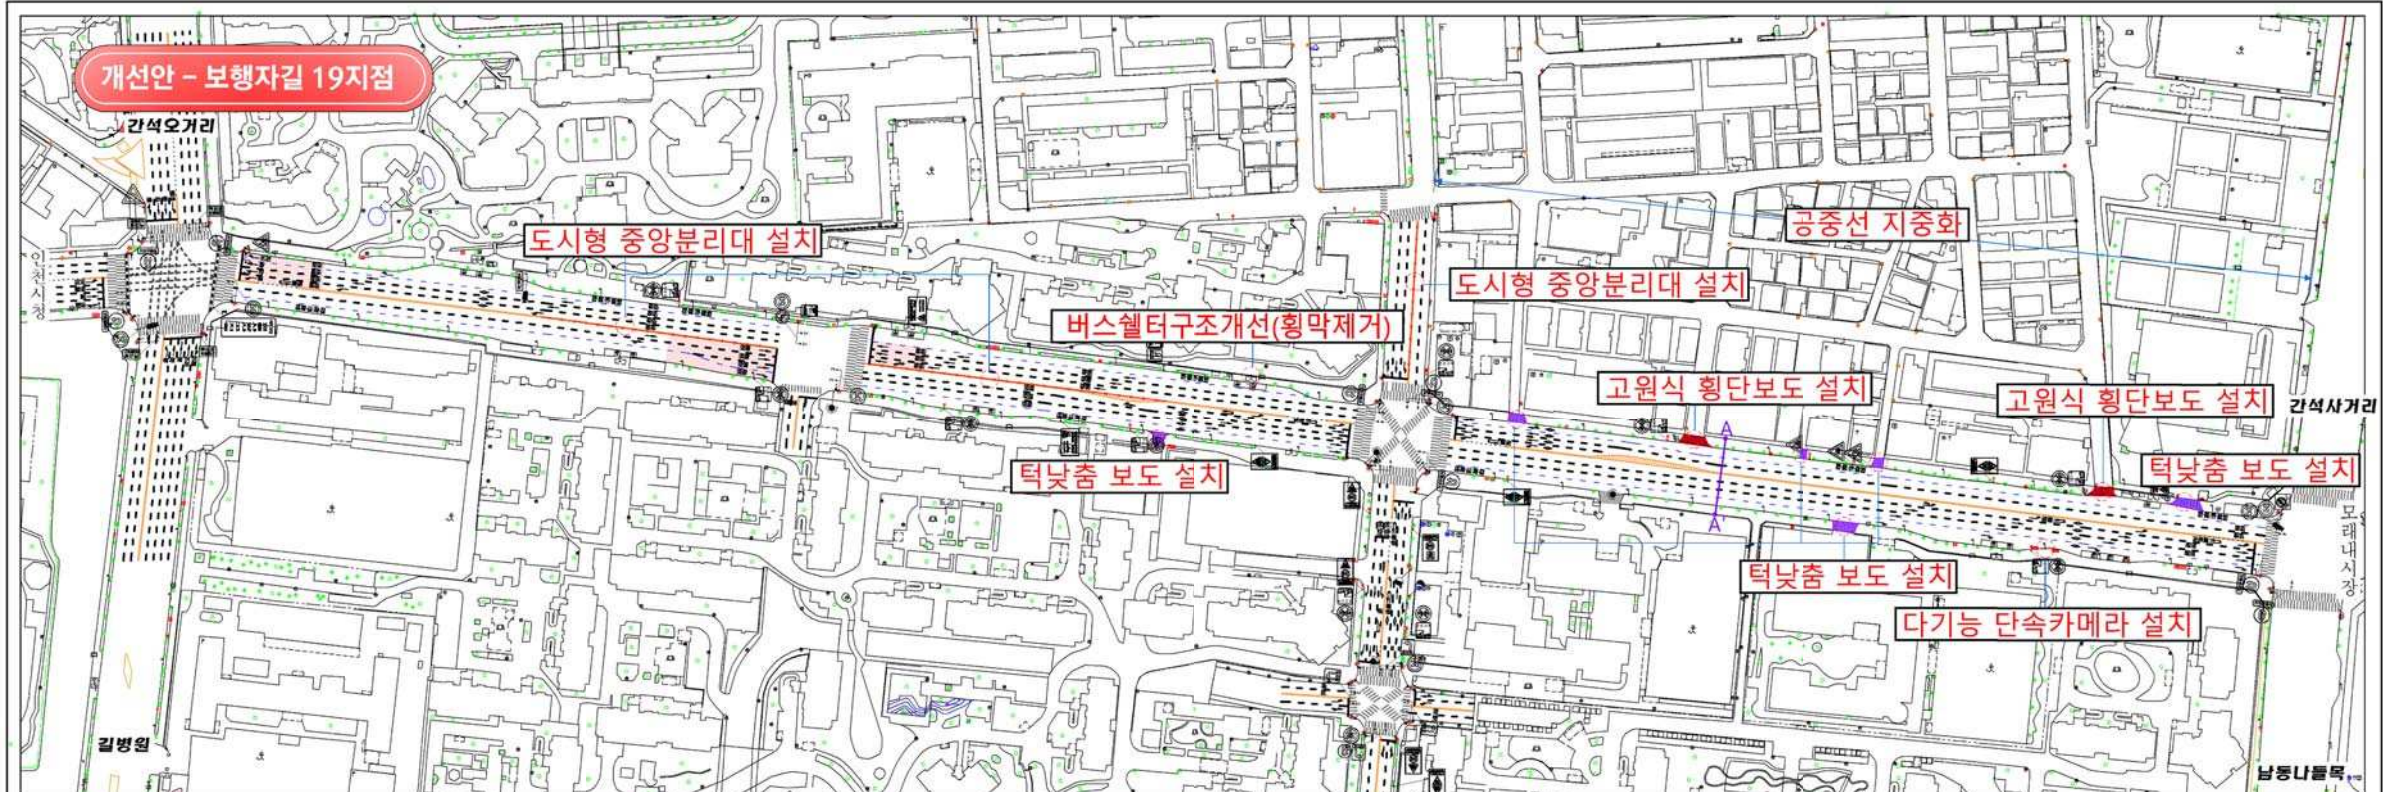 개선안 – 보행자길 19지점
간석오거리
인천시청
도시형 중앙분리대 설치
공중선 지중화
도시형 중앙분리대 설치
버스쉘터구조개선(횡막제거)
고원식 횡단보도 설치
고원식 횡단보도 설치
간석사거리
A
턱낮춤 보도 설치
턱낮춤 보도 설치
A'
모래내시장
턱낮춤 보도 설치
다기능 단속카메라 설치
길병원
남동나들목